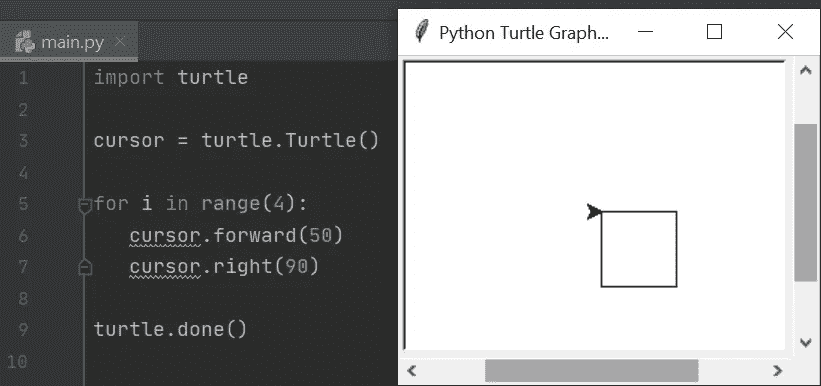 main.py
1 import turtle
2
3 cursor = turtle.Turtle()
4
5 for i in range(4):
6 cursor.forward(50)
7 cursor.right(90)
8
9 turtle.done()
10
Python Turtle Graph...